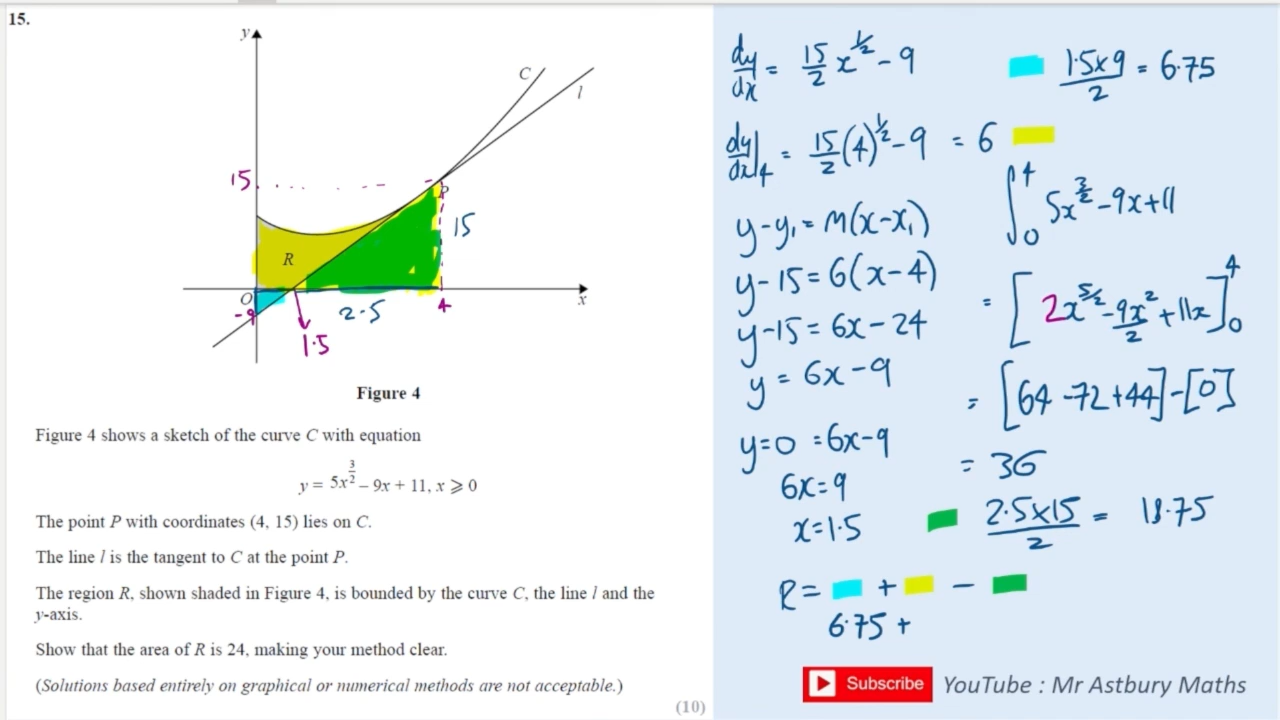 15.
y
C
l
15
P
15
R
O
x
-9
2.5
4
1.5
Figure 4
Figure 4 shows a sketch of the curve C with equation
y = 5x^(3/2) – 9x + 11, x ⩾ 0
The point P with coordinates (4, 15) lies on C.
The line l is the tangent to C at the point P.
The region R, shown shaded in Figure 4, is bounded by the curve C, the line l and the
y-axis.
Show that the area of R is 24, making your method clear.
(Solutions based entirely on graphical or numerical methods are not acceptable.)
(10)
dy/dx = 15/2 x^(1/2) - 9
dy/dx|4 = 15/2 (4)^(1/2) - 9 = 6
y-y₁ = m(x-x₁)
y-15 = 6(x-4)
y-15 = 6x-24
y = 6x-9
y=0 = 6x-9
6x=9
x=1.5
(1.5×9)/2 = 6.75
∫₀⁴ 5x^(3/2) -9x+11
= [2x^(5/2) - 9x²/2 + 11x]₀⁴
= [64 -72+44]-[0]
= 36
(2.5×15)/2 = 18.75
R = + -
6.75 +
Subscribe YouTube : Mr Astbury Maths